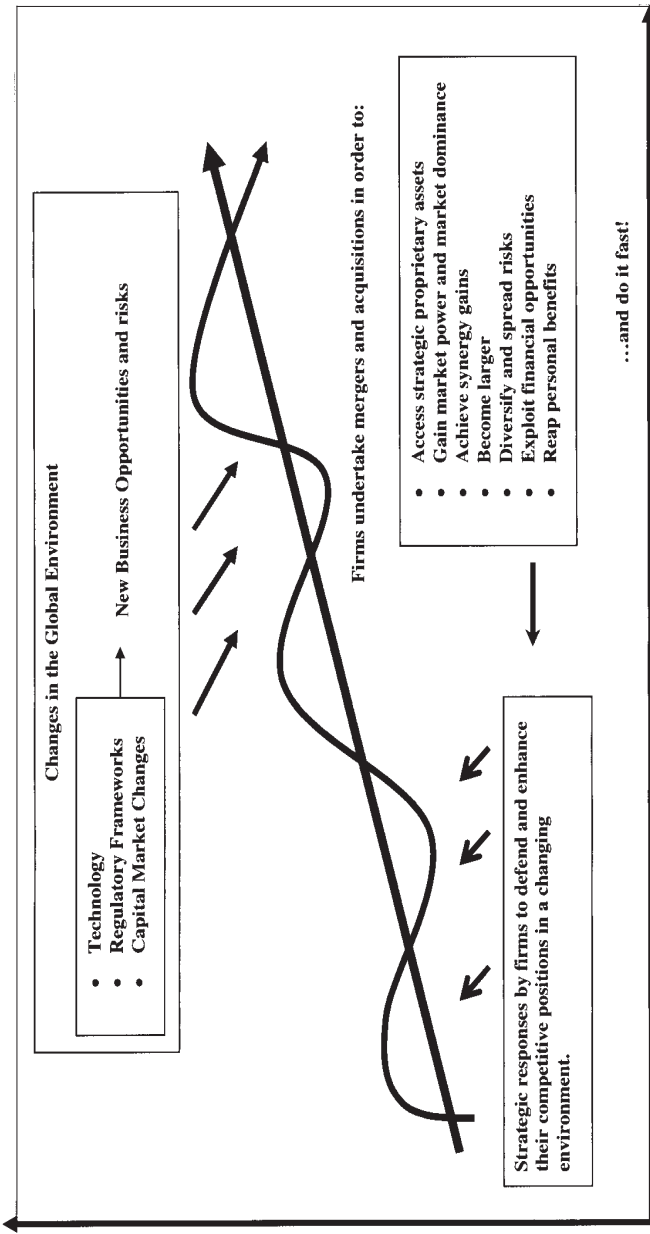 Changes in the Global Environment
• Technology
• Regulatory Frameworks
• Capital Market Changes
New Business Opportunities and risks
Firms undertake mergers and acquisitions in order to:
• Access strategic proprietary assets
• Gain market power and market dominance
• Achieve synergy gains
• Become larger
• Diversify and spread risks
• Exploit financial opportunities
• Reap personal benefits
Strategic responses by firms to defend and enhance
their competitive positions in a changing
environment.
…and do it fast!